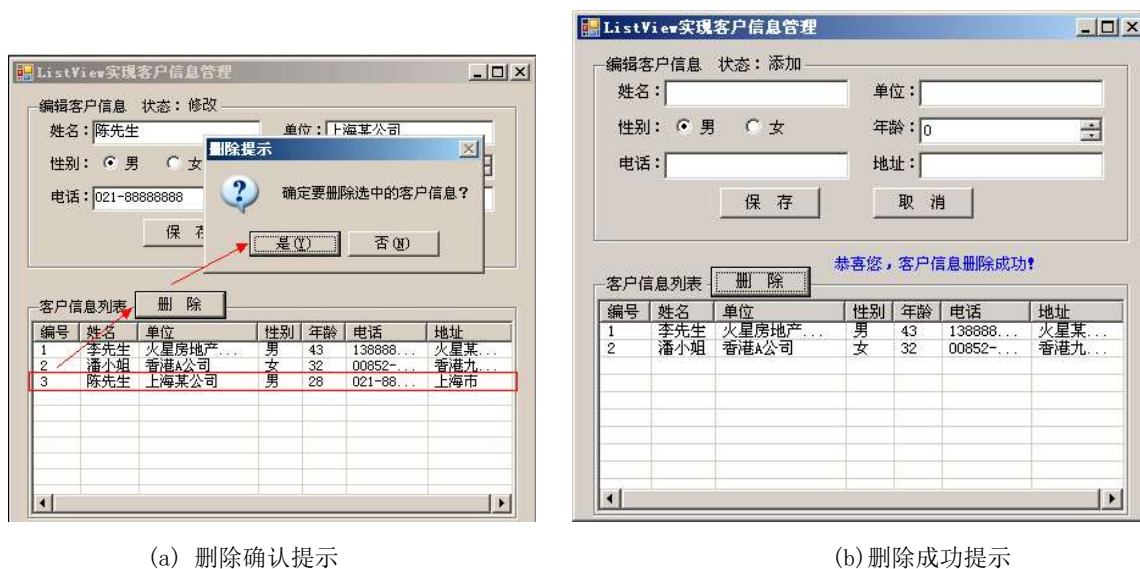 ListView实现客户信息管理
编辑客户信息 状态：修改
姓名：陈先生 单位：上海某公司
性别： 男 女
电话：021-88888888
保 存
删除提示
确定要删除选中的客户信息?
是(Y) 否(N)
客户信息列表 删 除
编号 姓名 单位 性别 年龄 电话 地址
1 李先生 火星房地产... 男 43 138888... 火星某...
2 潘小姐 香港A公司 女 32 00852-... 香港九...
3 陈先生 上海某公司 男 28 021-88... 上海市
(a) 删除确认提示
ListView实现客户信息管理
编辑客户信息 状态：添加
姓名： 单位：
性别： 男 女 年龄：0
电话： 地址：
保 存 取 消
恭喜您，客户信息删除成功!
客户信息列表 删 除
编号 姓名 单位 性别 年龄 电话 地址
1 李先生 火星房地产... 男 43 138888... 火星某...
2 潘小姐 香港A公司 女 32 00852-... 香港九...
(b)删除成功提示